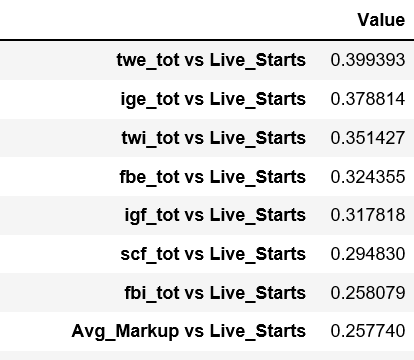 Value
twe_tot vs Live_Starts 0.399393
ige_tot vs Live_Starts 0.378814
twi_tot vs Live_Starts 0.351427
fbe_tot vs Live_Starts 0.324355
igf_tot vs Live_Starts 0.317818
scf_tot vs Live_Starts 0.294830
fbi_tot vs Live_Starts 0.258079
Avg_Markup vs Live_Starts 0.257740